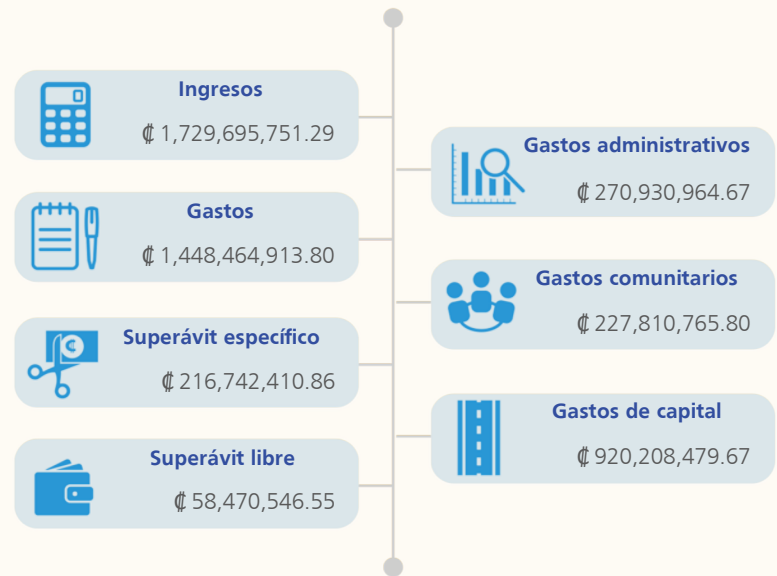 Ingresos
₡ 1,729,695,751.29
Gastos
₡ 1,448,464,913.80
Superávit específico
₡ 216,742,410.86
Superávit libre
₡ 58,470,546.55
Gastos administrativos
₡ 270,930,964.67
Gastos comunitarios
₡ 227,810,765.80
Gastos de capital
₡ 920,208,479.67